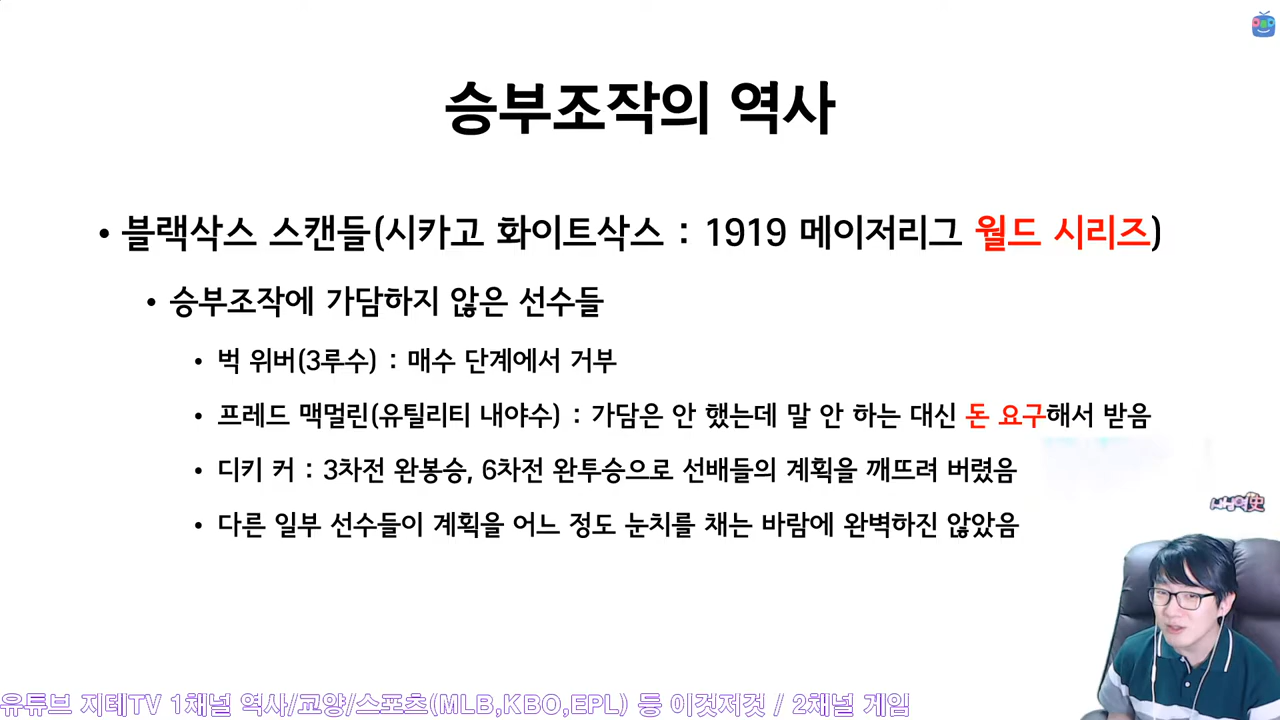 승부조작의 역사
• 블랙삭스 스캔들(시카고 화이트삭스 : 1919 메이저리그 월드 시리즈)
• 승부조작에 가담하지 않은 선수들
• 벅 위버(3루수) : 매수 단계에서 거부
• 프레드 맥멀린(유틸리티 내야수) : 가담은 안 했는데 말 안 하는 대신 돈 요구해서 받음
• 디키 커 : 3차전 완봉승, 6차전 완투승으로 선배들의 계획을 깨뜨려 버렸음
• 다른 일부 선수들이 계획을 어느 정도 눈치를 채는 바람에 완벽하진 않았음
유튜브 지테TV 1채널 역사/교양/스포츠(MLB,KBO,EPL) 등 이것저것 / 2채널 게임